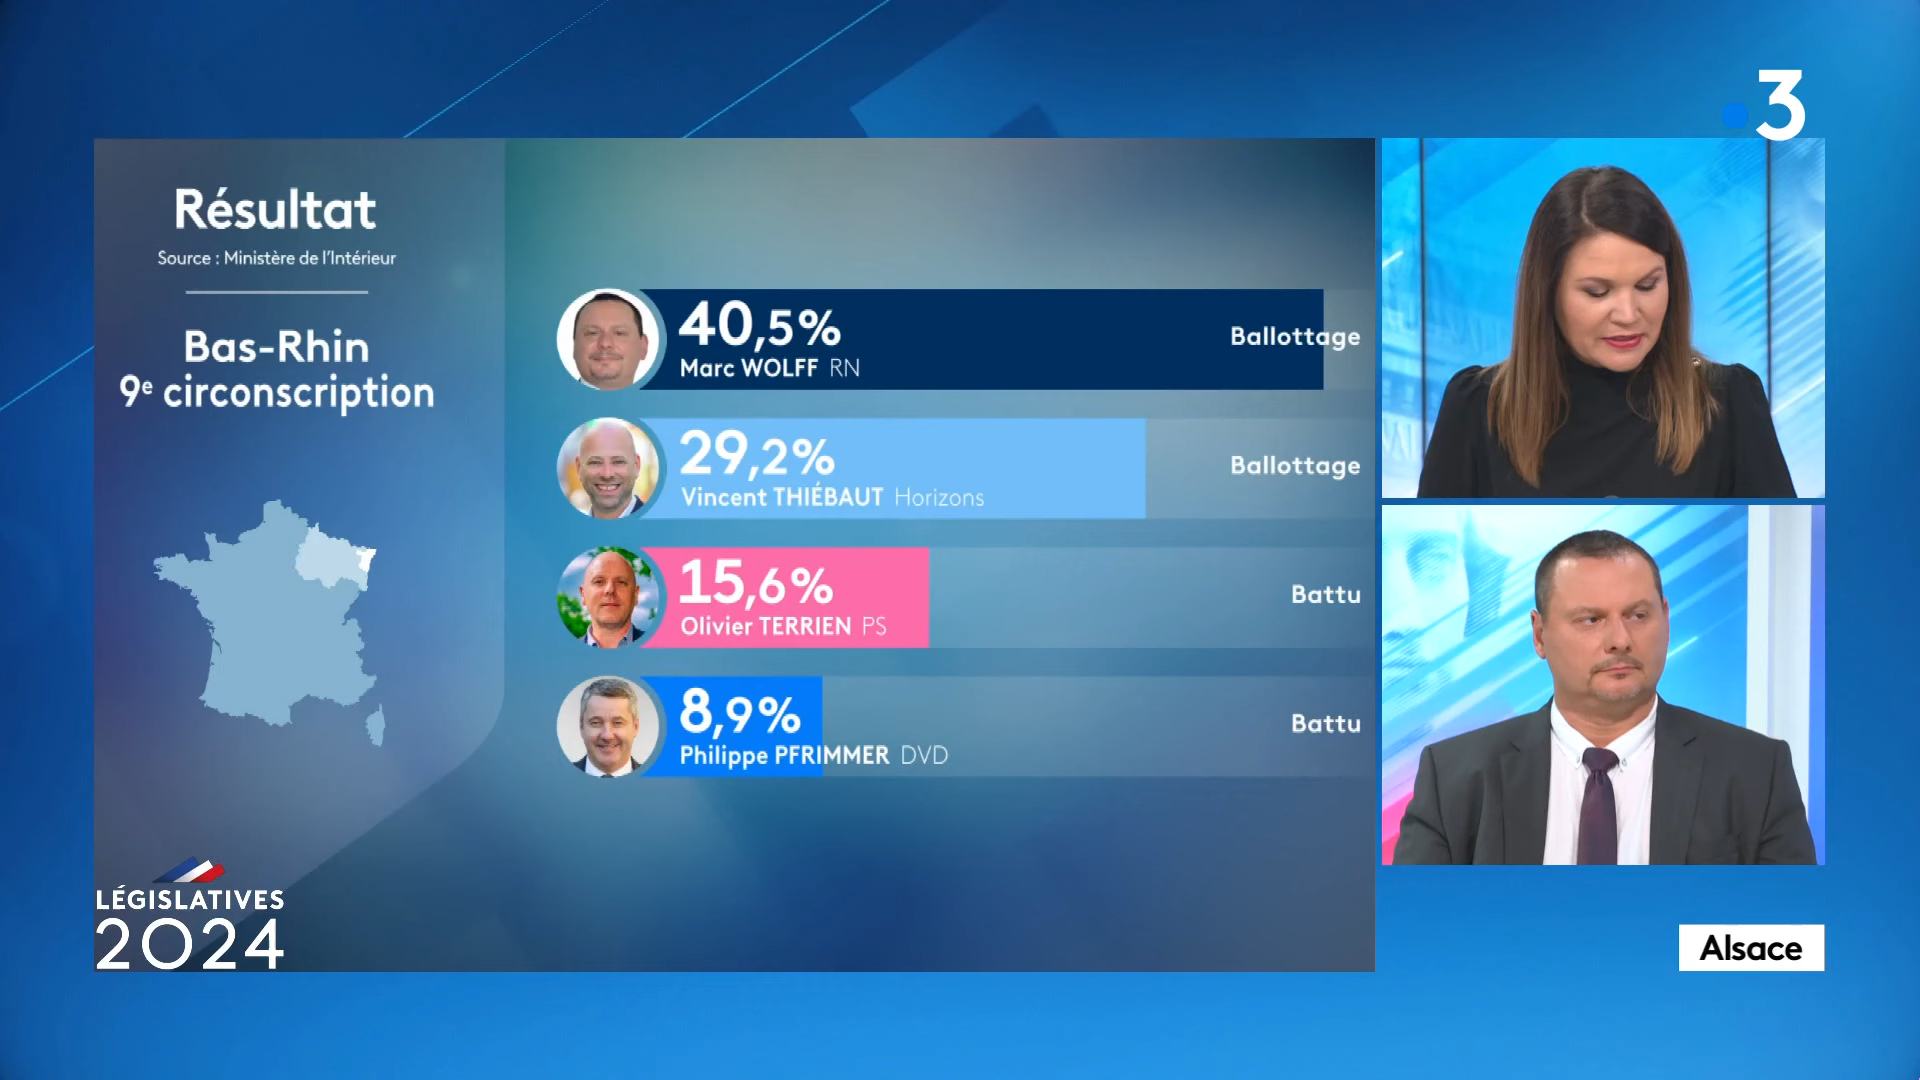 3
Résultat
Source : Ministère de l'Intérieur
Bas-Rhin
9e circonscription
40,5%
Marc WOLFF RN
Ballottage
29,2%
Vincent THIÉBAUT Horizons
Ballottage
15,6%
Olivier TERRIEN PS
Battu
8,9%
Philippe PFRIMMER DVD
Battu
LÉGISLATIVES
2024
Alsace